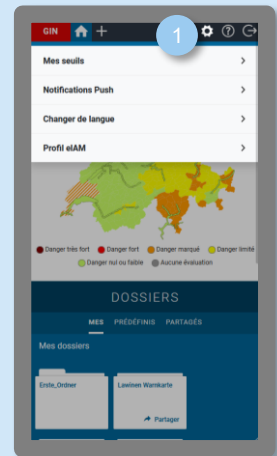 GIN
1
Mes seuils
Notifications Push
Changer de langue
Profil eIAM
Danger très fort Danger fort Danger marqué Danger limité
Danger nul ou faible Aucune évaluation
DOSSIERS
MES PRÉDÉFINIS PARTAGÉS
Mes dossiers
Erste_Ordner Lawinen Warnkarte
Partager